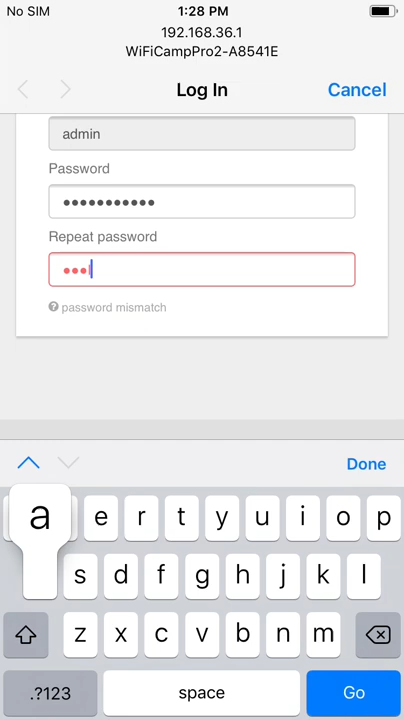 No SIM 1:28 PM
192.168.36.1
WiFiCampPro2-A8541E
Log In Cancel
admin
Password
•••••••••••
Repeat password
••••
password mismatch
Done
a e r t y u i o p
s d f g h j k l
z x c v b n m
.?123 space Go